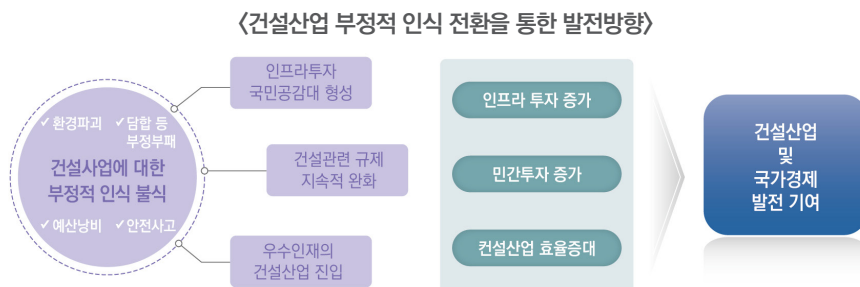 〈건설산업 부정적 인식 전환을 통한 발전방향〉
✓환경파괴
✓담합 등
부정부패
건설사업에 대한
부정적 인식 불식
✓예산낭비
✓안전사고
인프라투자
국민공감대 형성
건설관련 규제
지속적 완화
우수인재의
건설산업 진입
인프라 투자 증가
민간투자 증가
컨설산업 효율증대
건설산업
및
국가경제
발전 기여